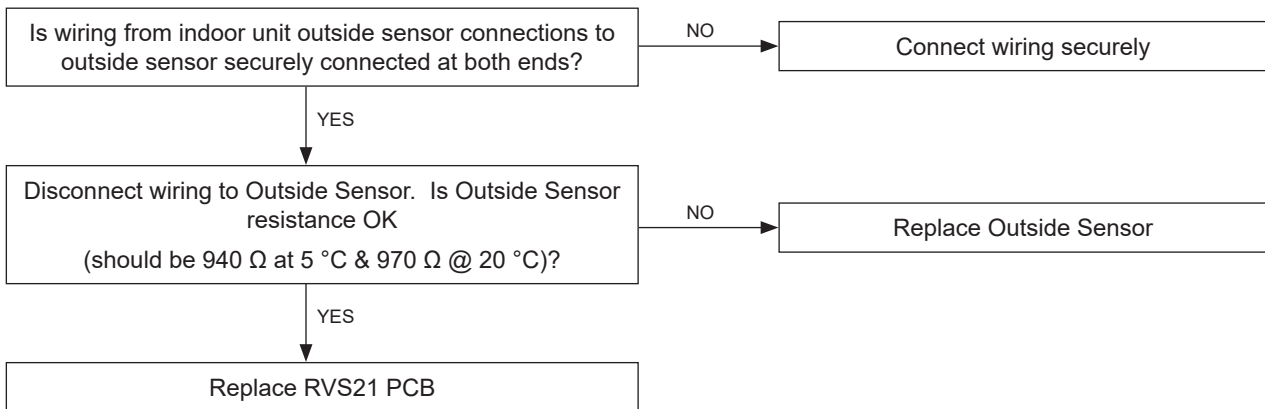 Is wiring from indoor unit outside sensor connections to
outside sensor securely connected at both ends?
NO
Connect wiring securely
YES
Disconnect wiring to Outside Sensor. Is Outside Sensor
resistance OK
(should be 940 Ω at 5 °C & 970 Ω @ 20 °C)?
NO
Replace Outside Sensor
YES
Replace RVS21 PCB